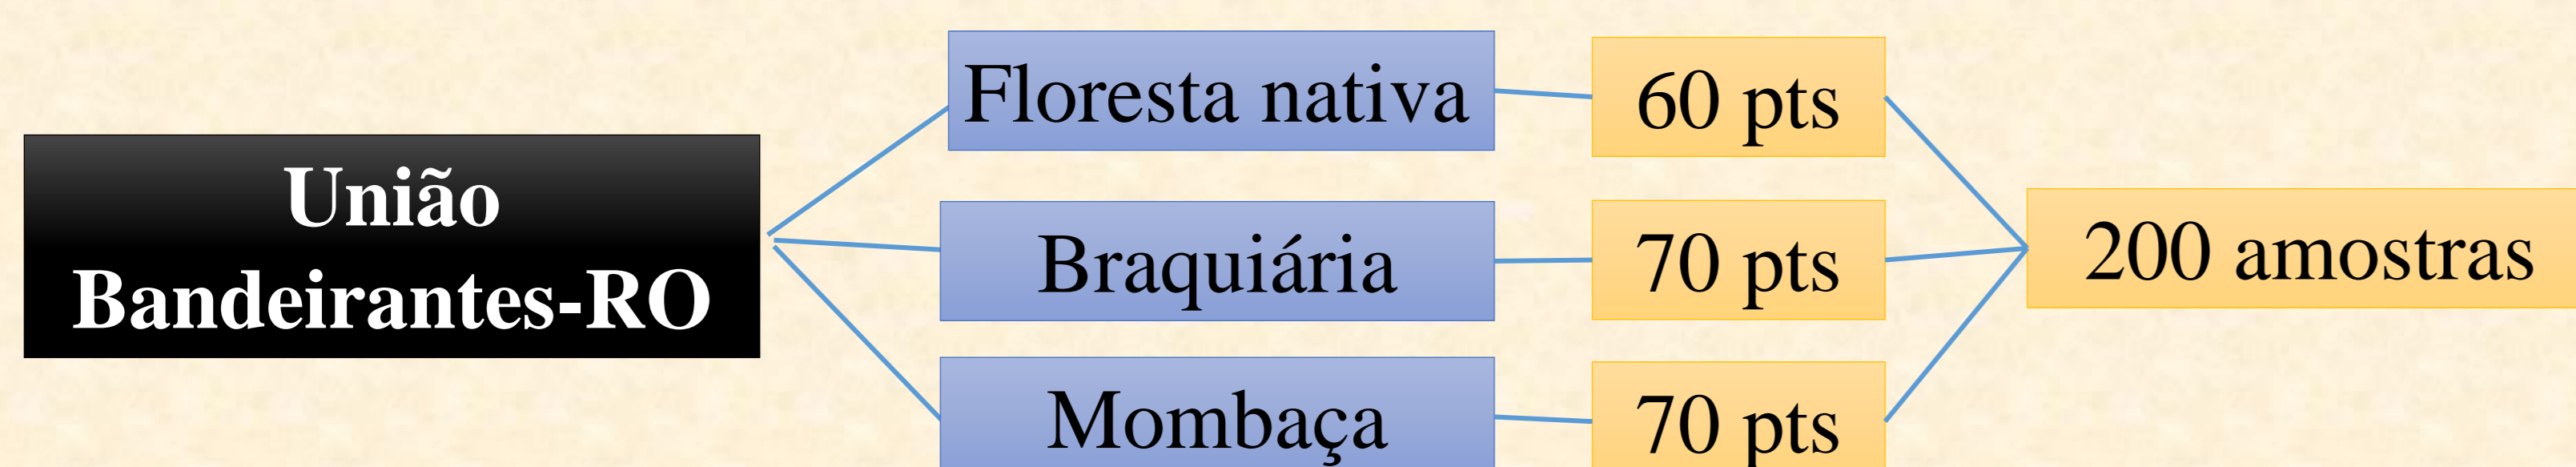 União
Bandeirantes-RO
Floresta nativa
60 pts
Braquiária
70 pts
Mombaça
70 pts
200 amostras